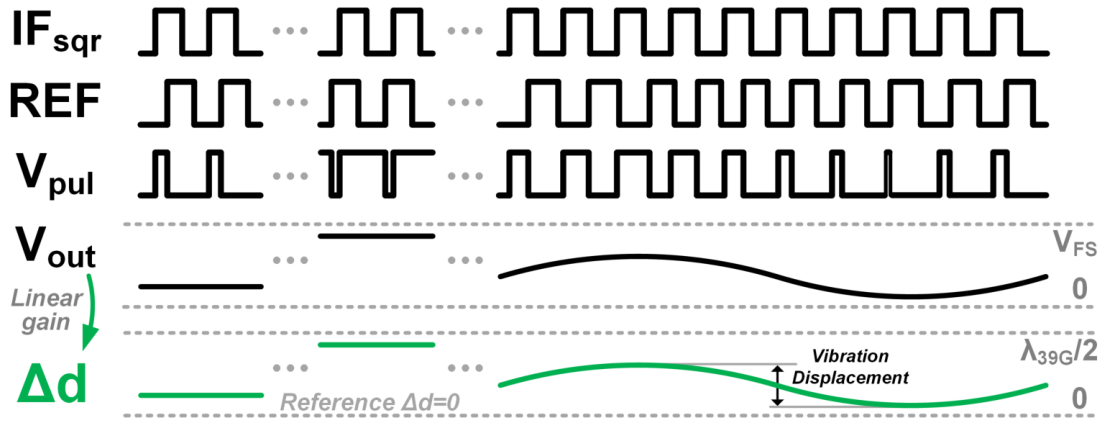 IFsqr
REF
Vpul
Vout
VFS
0
Linear
gain
Δd
Reference Δd=0
Vibration
Displacement
λ39G/2
0